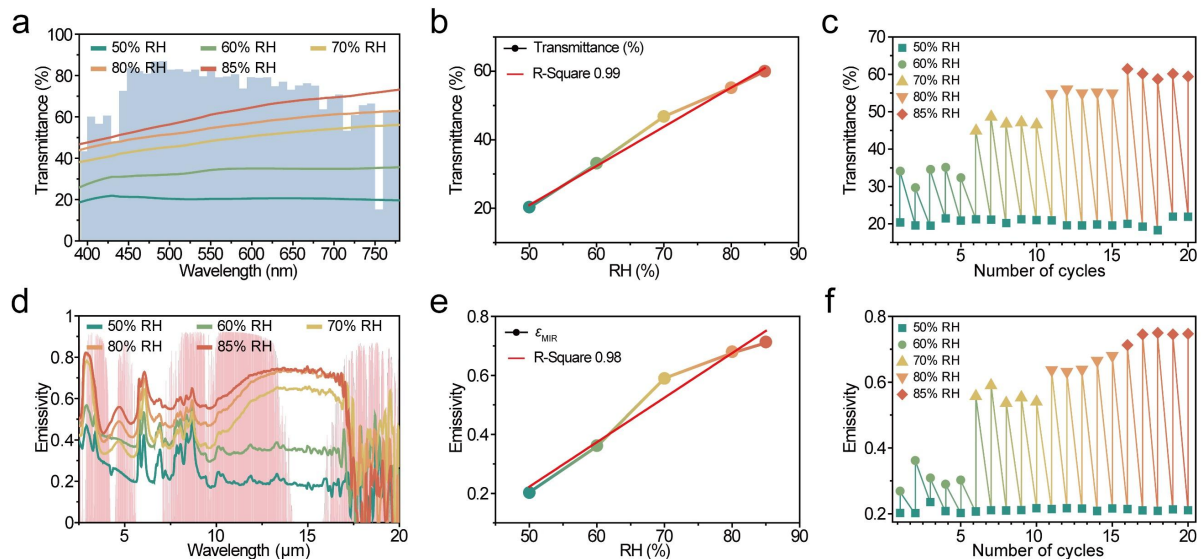 a
50% RH 60% RH 70% RH
80% RH 85% RH
100
80
60
40
20
0
Transmittance (%)
400 450 500 550 600 650 700 750
Wavelength (nm)
b
Transmittance (%)
R-Square 0.99
60
40
20
Transmittance (%)
50 60 70 80 90
RH (%)
c
50% RH
60% RH
70% RH
80% RH
85% RH
70
60
50
40
30
20
Transmittance (%)
5 10 15 20
Number of cycles
d
50% RH 60% RH 70% RH
80% RH 85% RH
1
0.8
0.6
0.4
0.2
0
Emissivity
5 10 15 20
Wavelength (μm)
e
εMIR
R-Square 0.98
0.8
0.6
0.4
0.2
Emissivity
50 60 70 80 90
RH (%)
f
50% RH
60% RH
70% RH
80% RH
85% RH
0.8
0.6
0.4
0.2
Emissivity
5 10 15 20
Number of cycles